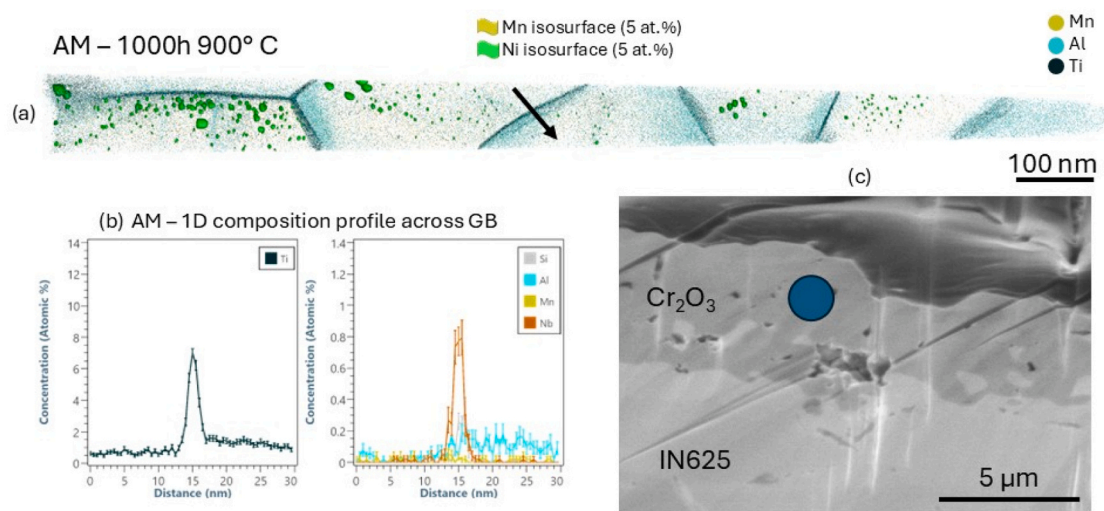 AM – 1000h 900° C
Mn isosurface (5 at.%)
Ni isosurface (5 at.%)
Mn
Al
Ti
(a)
100 nm
(b) AM – 1D composition profile across GB
14
12
10
8
6
4
2
0
Concentration (Atomic %)
0 5 10 15 20 25 30
Distance (nm)
Ti
1.4
1.2
1
0.8
0.6
0.4
0.2
0
Concentration (Atomic %)
0 5 10 15 20 25 30
Distance (nm)
Si
Al
Mn
Nb
(c)
Cr₂O₃
IN625
5 µm